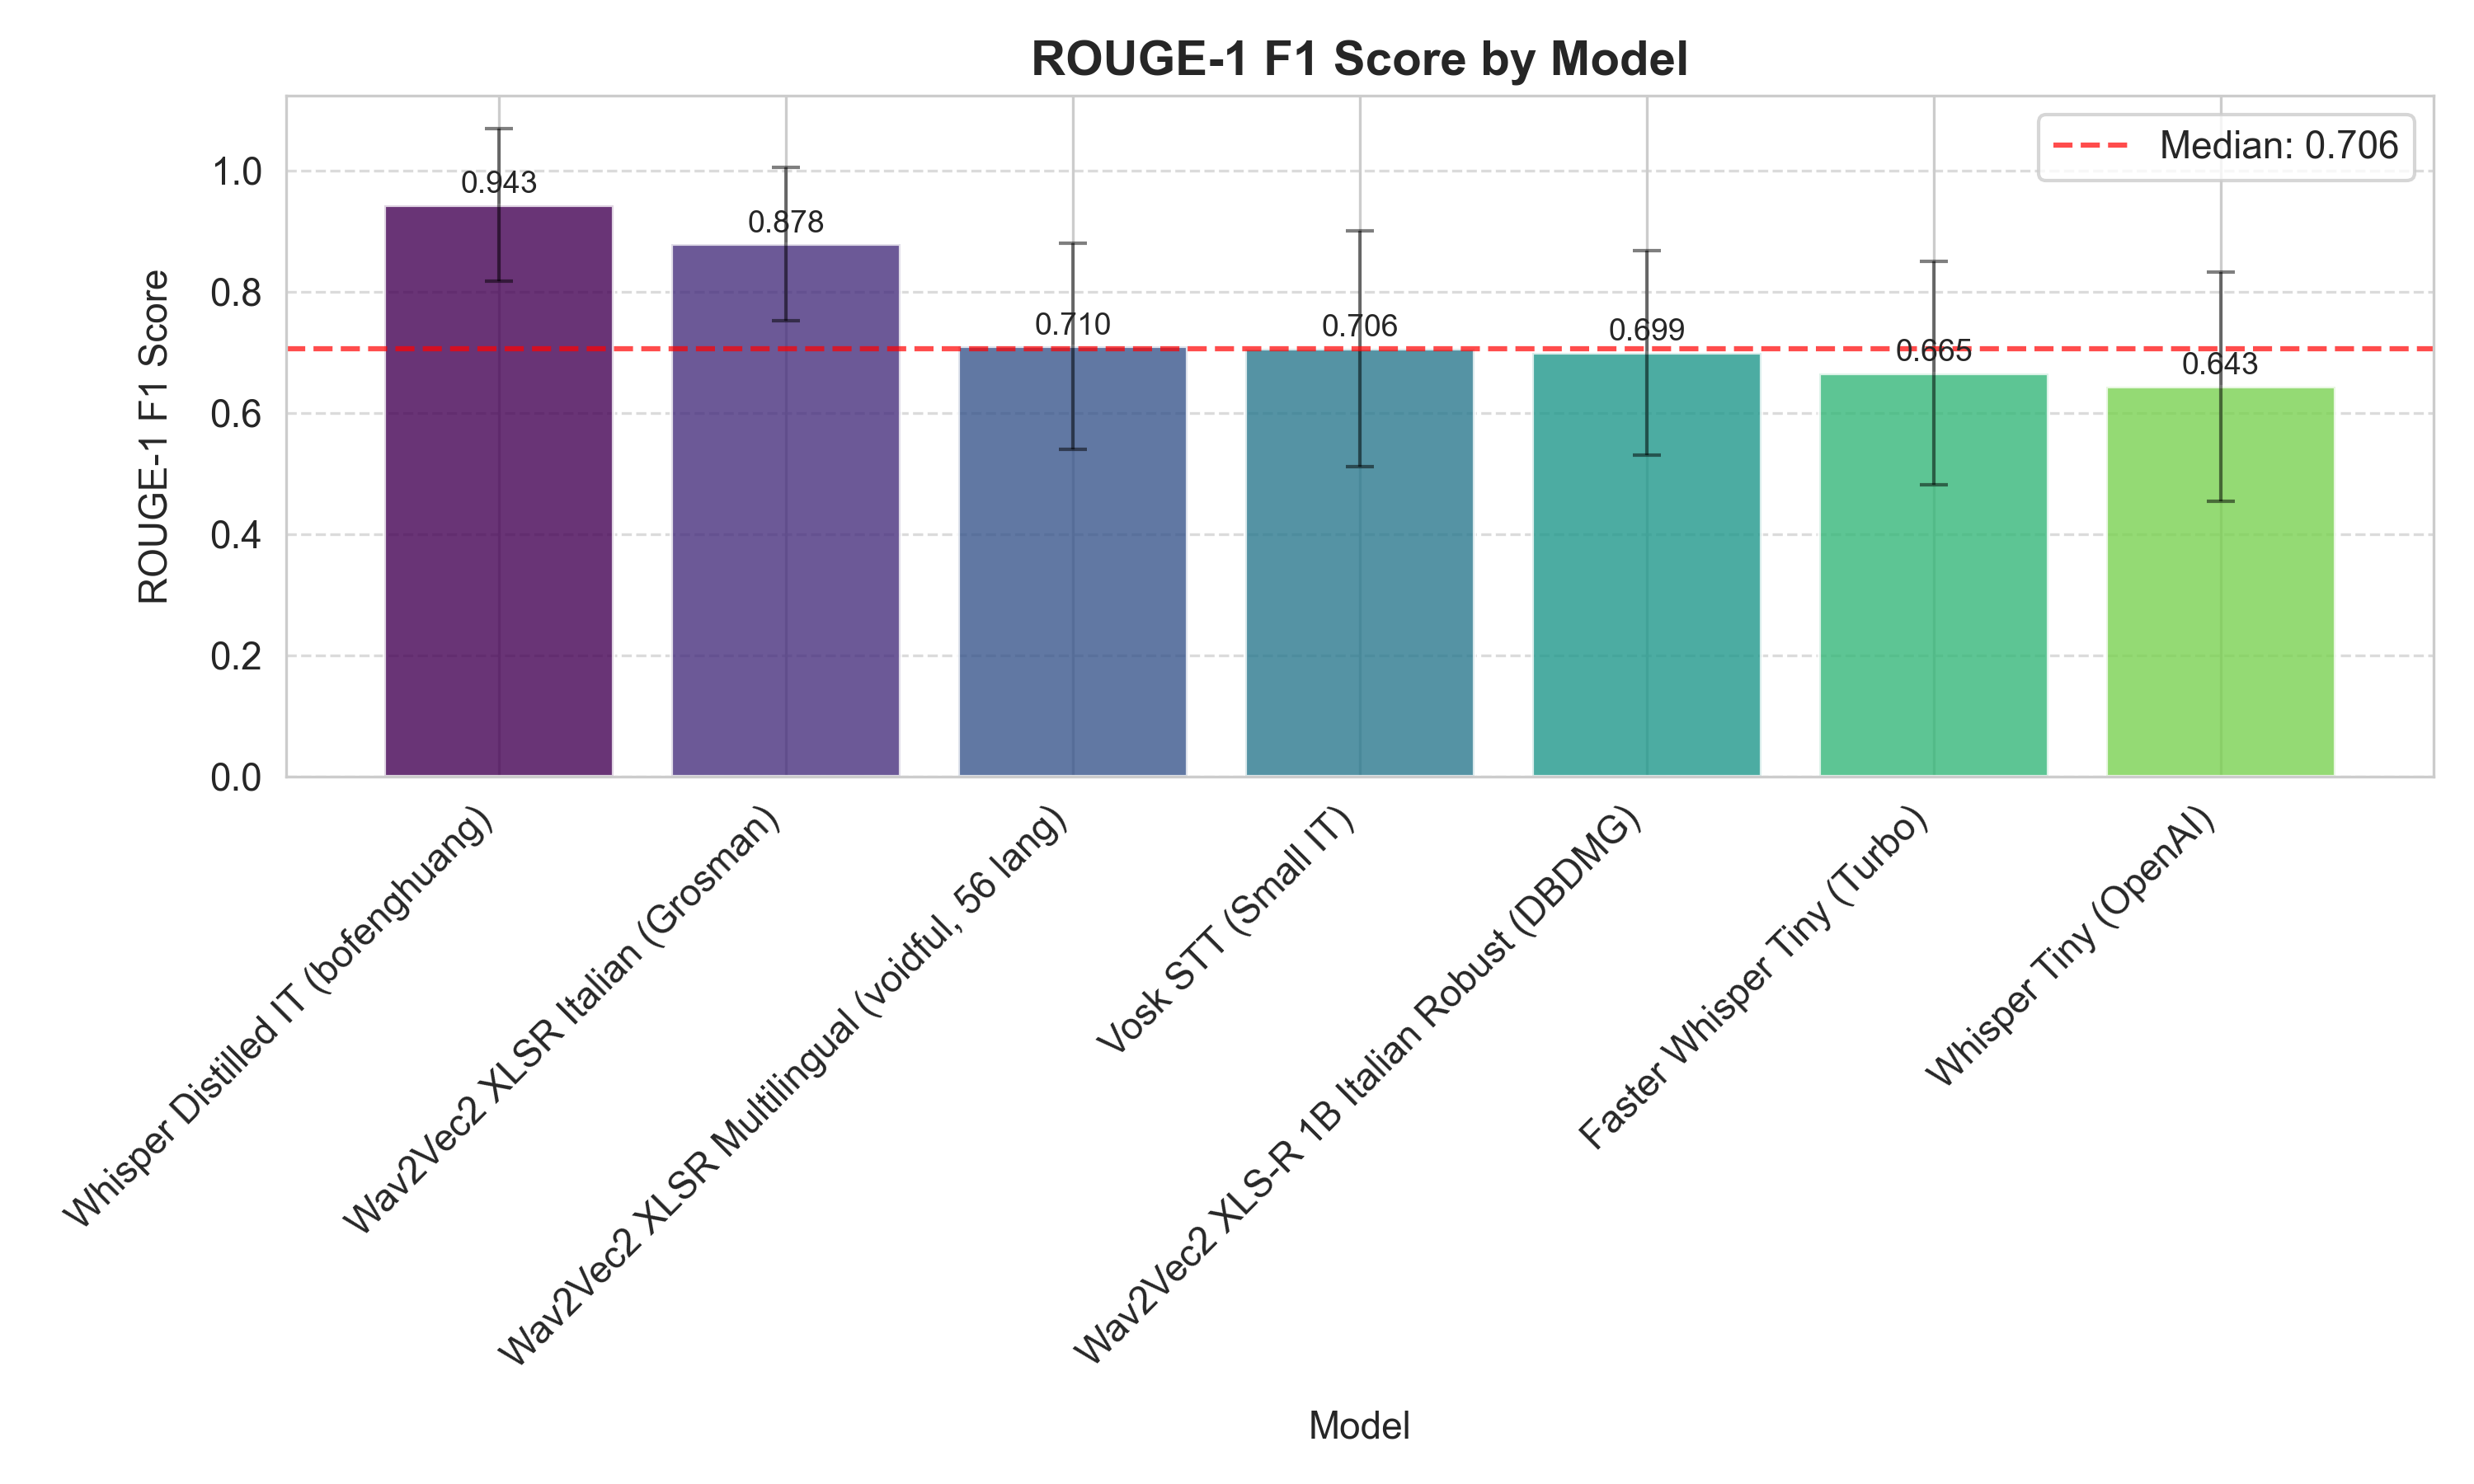 ROUGE-1 F1 Score by Model
Median: 0.706
ROUGE-1 F1 Score
1.0
0.8
0.6
0.4
0.2
0.0
0.943
0.878
0.710
0.706
0.699
0.665
0.643
Whisper Distilled IT (bofenghuang)
Wav2Vec2 XLSR Italian (Grosman)
Wav2Vec2 XLSR Multilingual (voidful, 56 lang)
Vosk STT (Small IT)
Wav2Vec2 XLS-R 1B Italian Robust (DBDMG)
Faster Whisper Tiny (Turbo)
Whisper Tiny (OpenAI)
Model